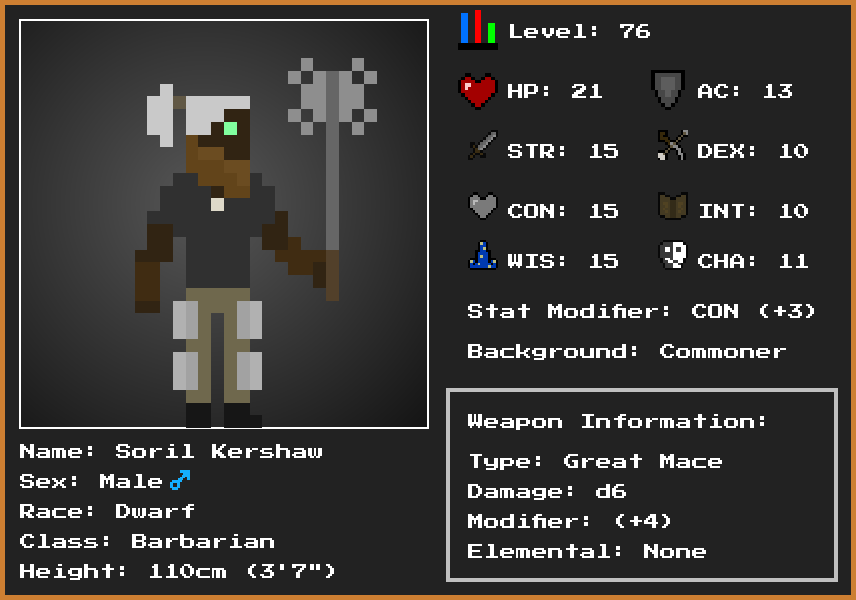 Level: 76
HP: 21
AC: 13
STR: 15
DEX: 10
CON: 15
INT: 10
WIS: 15
CHA: 11
Stat Modifier: CON (+3)
Background: Commoner
Name: Soril Kershaw
Sex: Male ♂
Race: Dwarf
Class: Barbarian
Height: 110cm (3'7")
Weapon Information:
Type: Great Mace
Damage: d6
Modifier: (+4)
Elemental: None